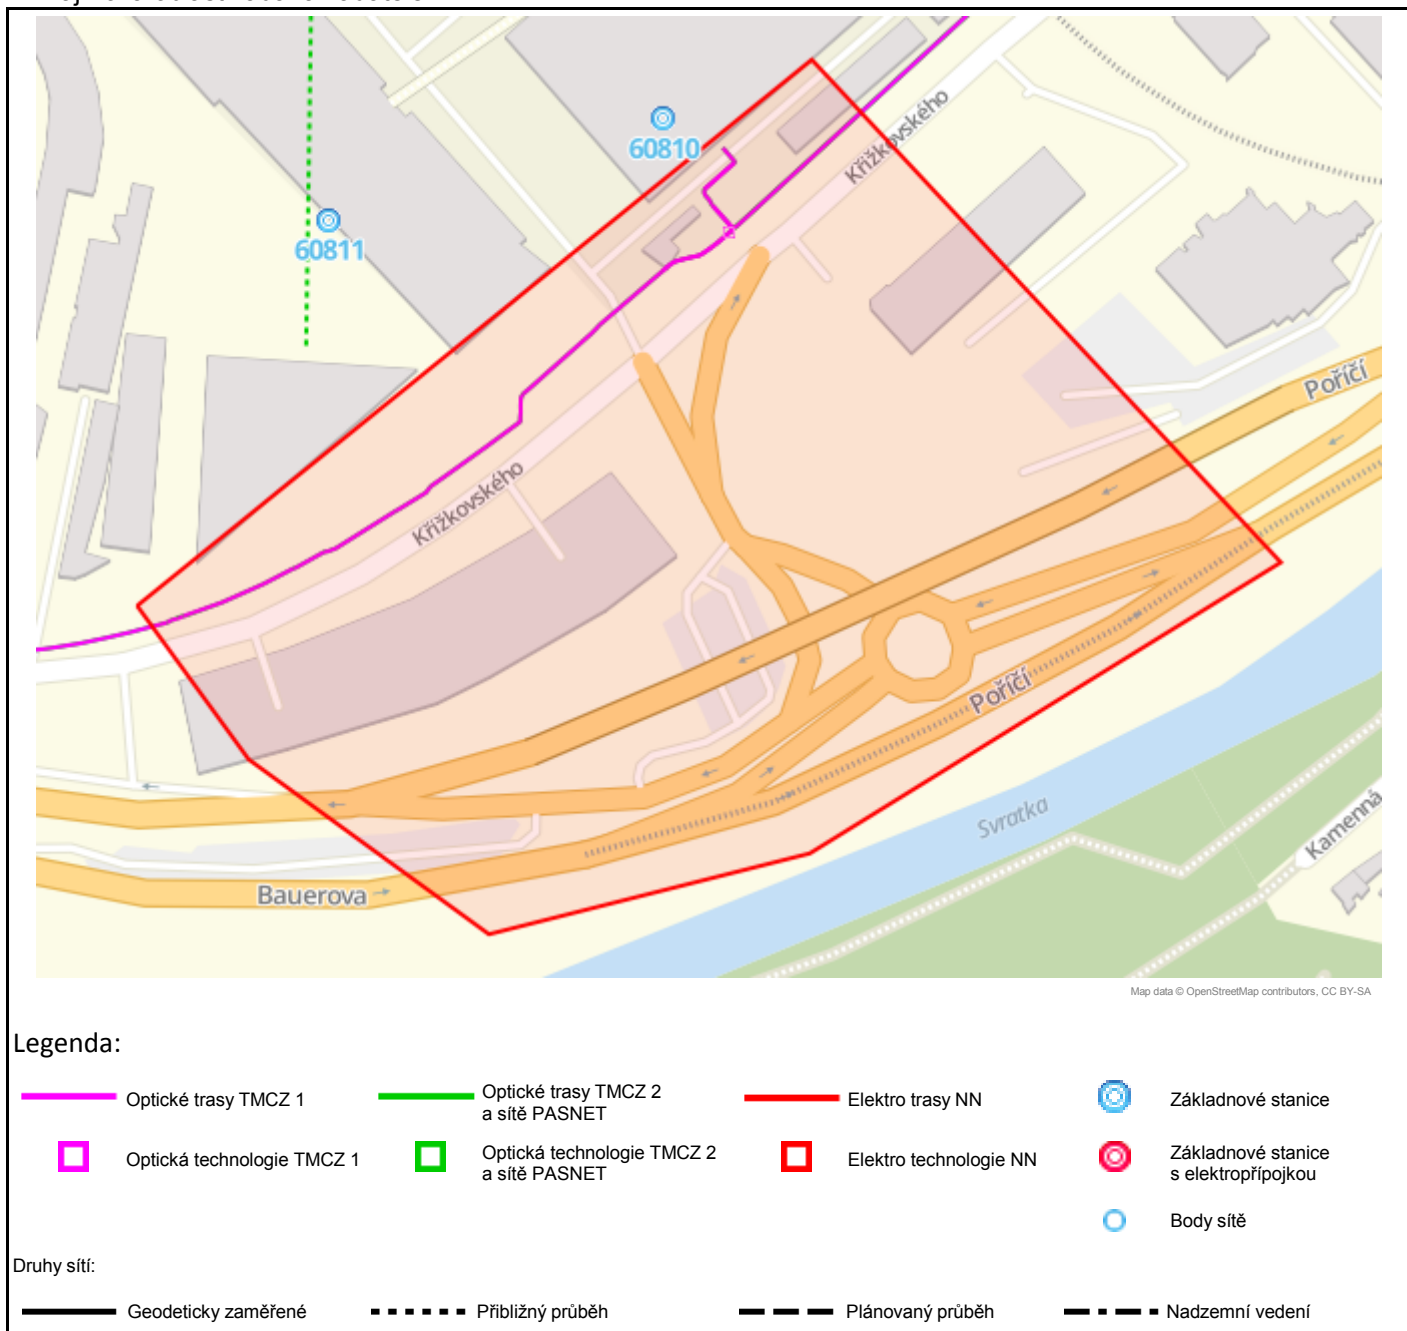 60810
Křižkovského
60811
Poříčí
Křižkovského
Poříčí
Svratka
Kamenná
Bauerova
Map data © OpenStreetMap contributors, CC BY-SA
Legenda:
Optické trasy TMCZ 1
Optické trasy TMCZ 2
a sítě PASNET
Elektro trasy NN
Základnové stanice
Optická technologie TMCZ 1
Optická technologie TMCZ 2
a sítě PASNET
Elektro technologie NN
Základnové stanice
s elektropřípojkou
Body sítě
Druhy sítí:
Geodeticky zaměřené
Přibližný průběh
Plánovaný průběh
Nadzemní vedení